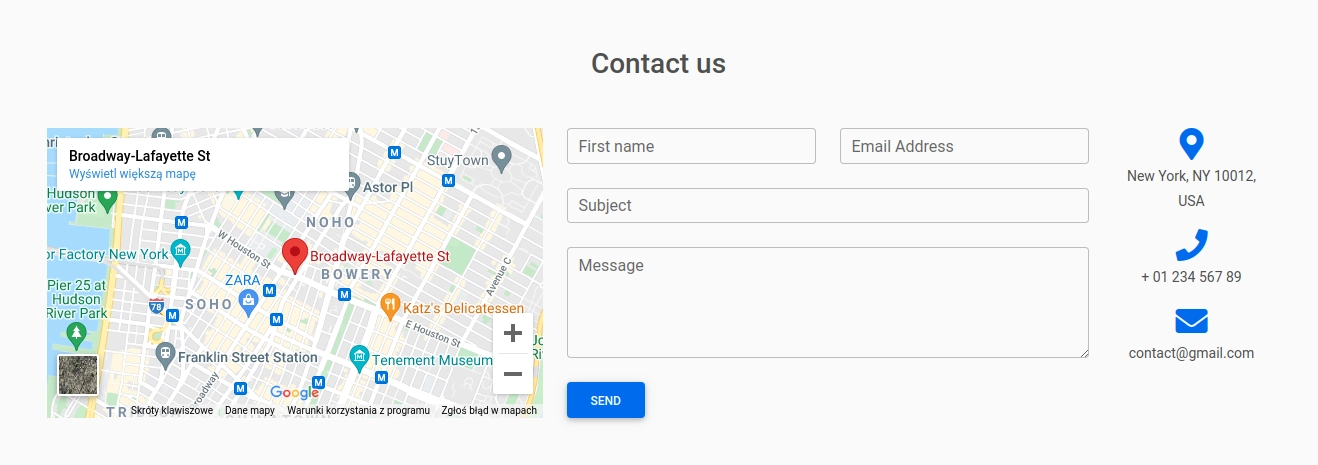 Contact us
Broadway-Lafayette St
Wyświetl większą mapę
StuyTown
Astor Pl
Hudson
River Park
NOHO
W Houston St
or Factory New York
Broadway-Lafayette St
BOWERY
Avenue C
ZARA
Pier 25 at
Hudson
River Park
78
SOHO
Katz's Delicatessen
E Houston St
Franklin Street Station
Tenement Museum
Broadway
Google
Skróty klawiszowe
Dane mapy
Warunki korzystania z programu
Zgłoś błąd w mapach
First name
Email Address
Subject
Message
SEND
New York, NY 10012,
USA
+ 01 234 567 89
contact@gmail.com